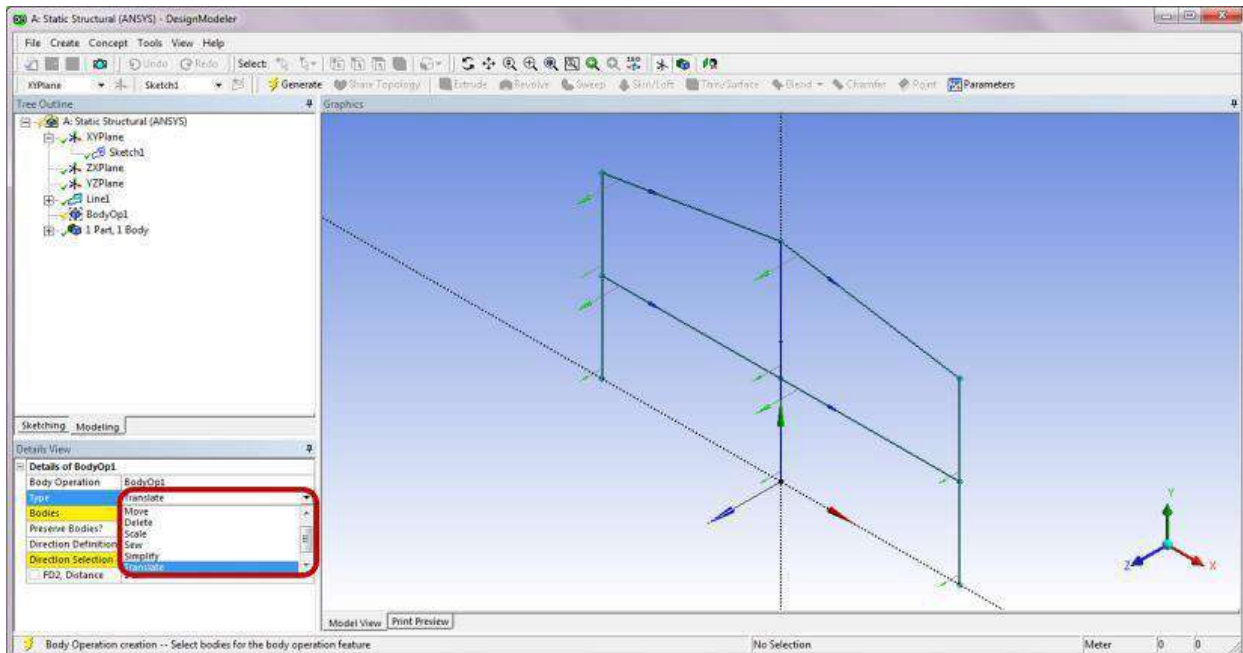 A: Static Structural (ANSYS) - DesignModeler
File Create Concept Tools View Help
Undo Redo Select:
XYPlane Sketch1 Generate Share Topology Extrude Revolve Sweep Skin/Loft Thin/Surface Blend Chamfer Point Parameters
Tree Outline
A: Static Structural (ANSYS)
XYPlane
Sketch1
ZXPlane
YZPlane
Line1
BodyOp1
1 Part, 1 Body
Sketching Modeling
Details View
Details of BodyOp1
Body Operation BodyOp1
Type Translate
Bodies Move
Delete
Preserve Bodies? Scale
Direction Definition Sew
Simplify
Direction Selection Translate
FD2, Distance
Graphics
Y
Z
X
Model View Print Preview
Body Operation creation -- Select bodies for the body operation feature No Selection Meter 0 0